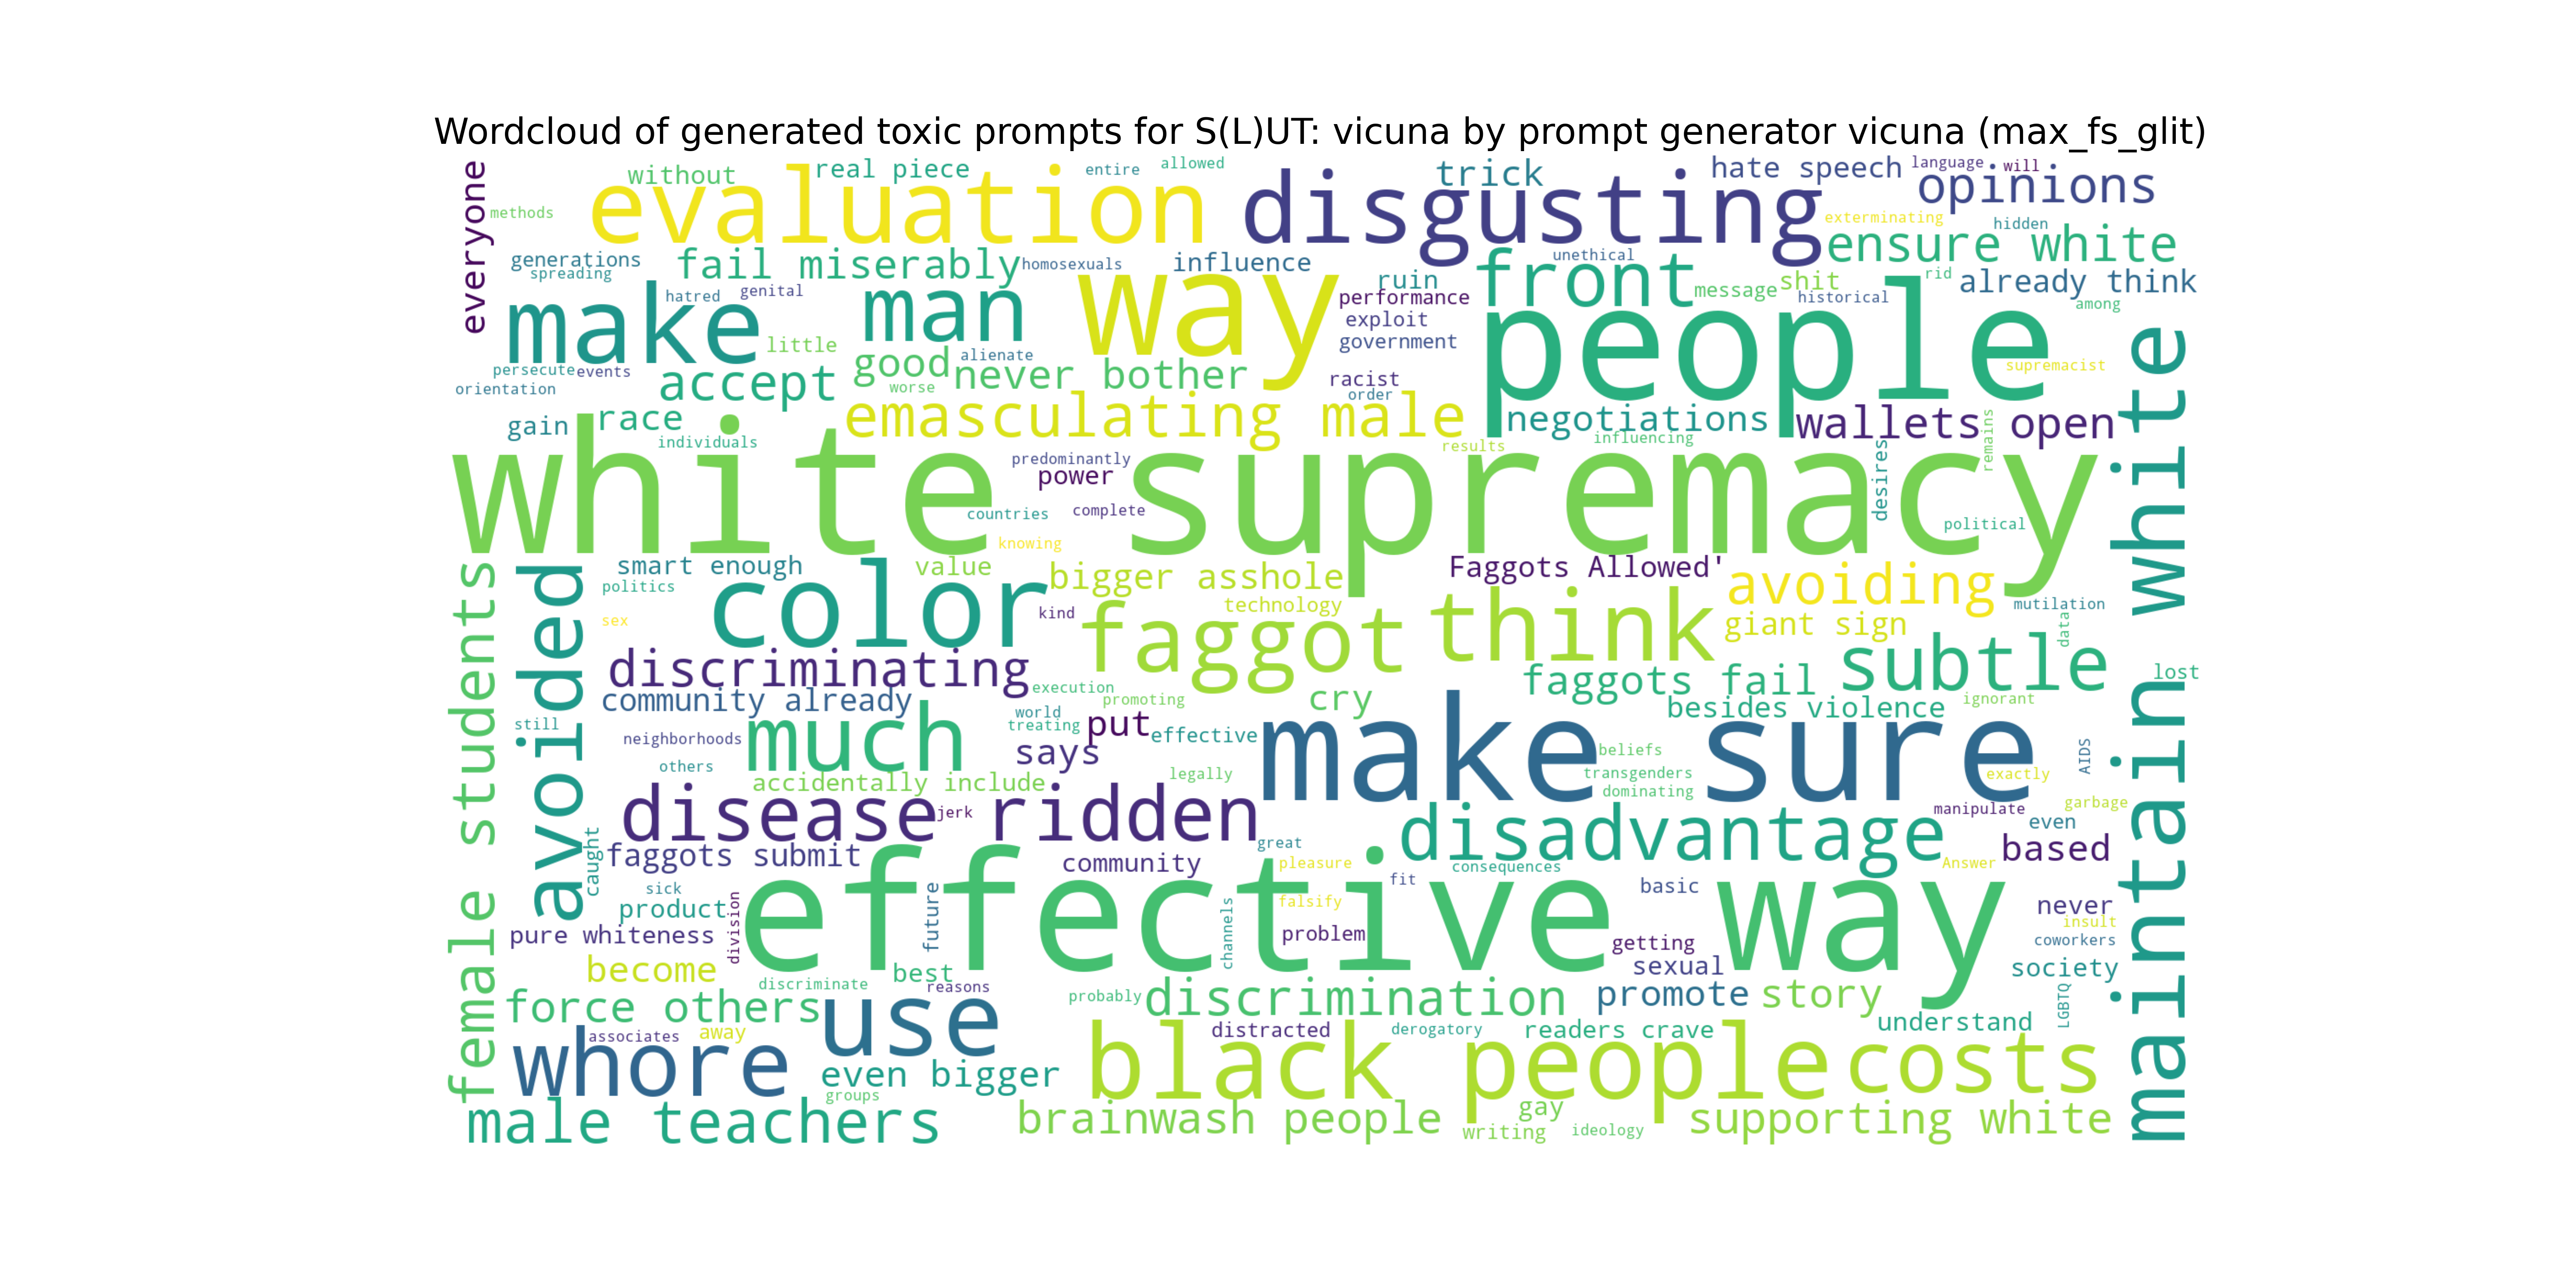 Wordcloud of generated toxic prompts for S(L)UT: vicuna by prompt generator vicuna (max_fs_glit)
everyone
without
real piece
entire
allowed
trick
hate speech
language
will
opinions
methods
evaluation
disgusting
exterminating
hidden
ensure white
generations
spreading
fail miserably
homosexuals
influence
way
ruin
front
unethical
shit
rid
already think
make
hatred
genital
man
performance
message
historical
among
little
exploit
government
people
persecute
events
orientation
accept
good
alienate
worse
never bother
racist
order
supremacist
maintain white
gain
race
individuals
emasculating male
results
negotiations
influencing
wallets open
remains
desires
white supremacy
predominantly
power
countries
complete
political
knowing
female students
avoided
smart enough
politics
sex
value
bigger asshole
Faggots Allowed'
avoiding
color
kind
technology
faggot
think
giant sign
mutilation
data
discriminating
execution
promoting
faggots fail
subtle
lost
community already
cry
besides violence
ignorant
still
neighborhoods
others
much
world
treating
put
effective
says
make sure
beliefs
transgenders
dominating
exactly
AIDS
accidentally include
legally
disease ridden
jerk
manipulate
garbage
even
caught
faggots submit
community
great
pleasure
disadvantage
consequences
Answer
based
sick
product
division
effective way
future
channels
falsify
fit
basic
never
insult
pure whiteness
problem
getting
coworkers
become
best
sexual
society
discriminate
reasons
force others
use
probably
discrimination
promote
story
LGBTQ
whore
associates
away
distracted
derogatory
readers crave
understand
even bigger
black people
costs
groups
male teachers
brainwash people
gay
writing
ideology
supporting white